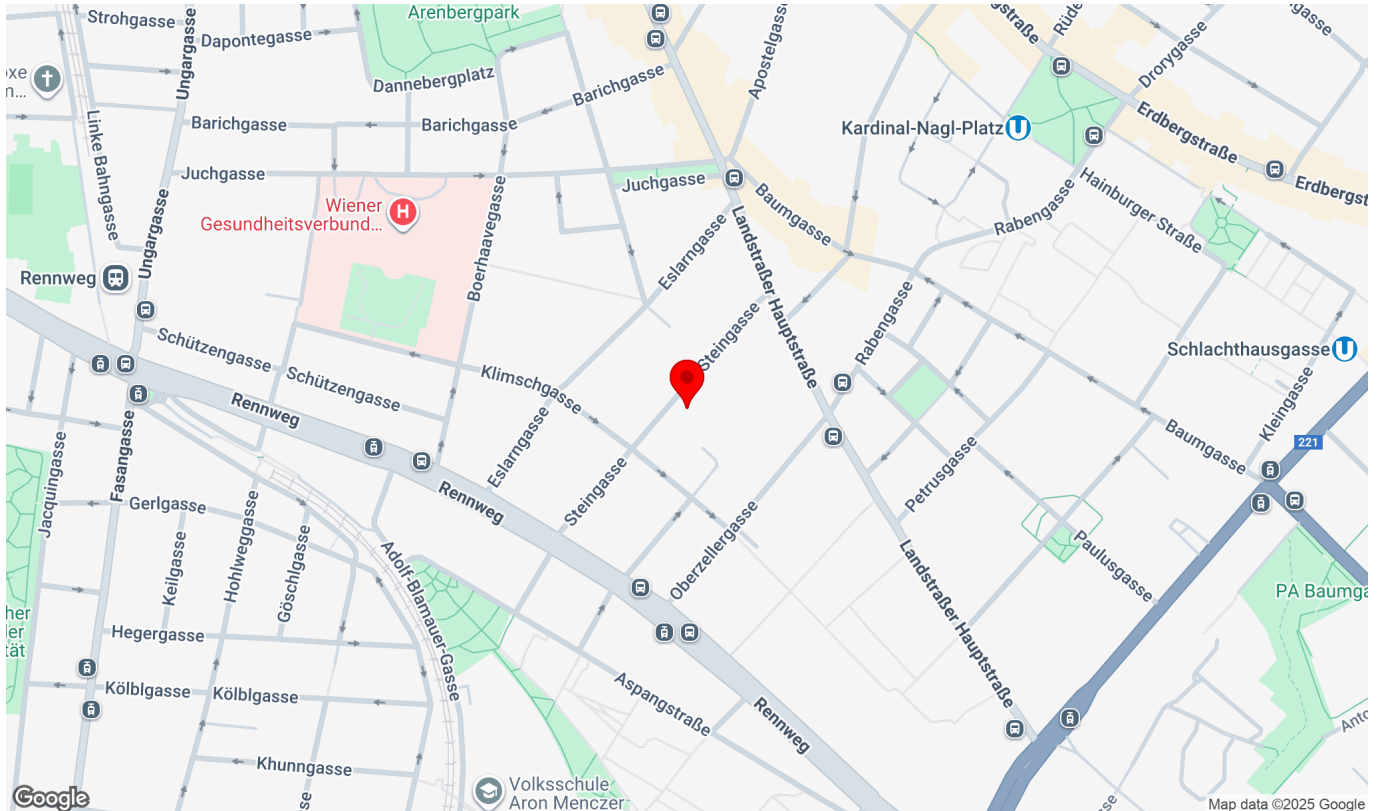 Strohgasse
Arenbergpark
Dapontegasse
Ungargasse
Dannebergplatz
Barichgasse
Apostelgasse
Drorygasse
Linke Bahngasse
Barichgasse
Barichgasse
Kardinal-Nagl-Platz
U
Erdbergstraße
Juchgasse
Juchgasse
Hainburger Straße
Wiener
Gesundheitsverbund...
H
Boerhaavegasse
Baumgasse
Rabengasse
Landstraßer Hauptstraße
Eslarngasse
Rennweg
Ungargasse
Steingasse
Rabengasse
Schützengasse
Schützengasse
Klimschgasse
Schlachthausgasse
U
Kleingasse
Rennweg
Eslarngasse
Baumgasse
221
Fasangasse
Jacquingasse
Steingasse
Petrusgasse
Gerlgasse
Rennweg
Keilgasse
Hohlweggasse
Göschlgasse
Adolf-Blamauer-Gasse
Oberzellergasse
Landstraßer Hauptstraße
Paulusgasse
Hegergasse
Kölblgasse
Kölblgasse
Aspangstraße
Rennweg
Khunngasse
Volksschule
Aron Menczer
Google
Map data ©2025 Google